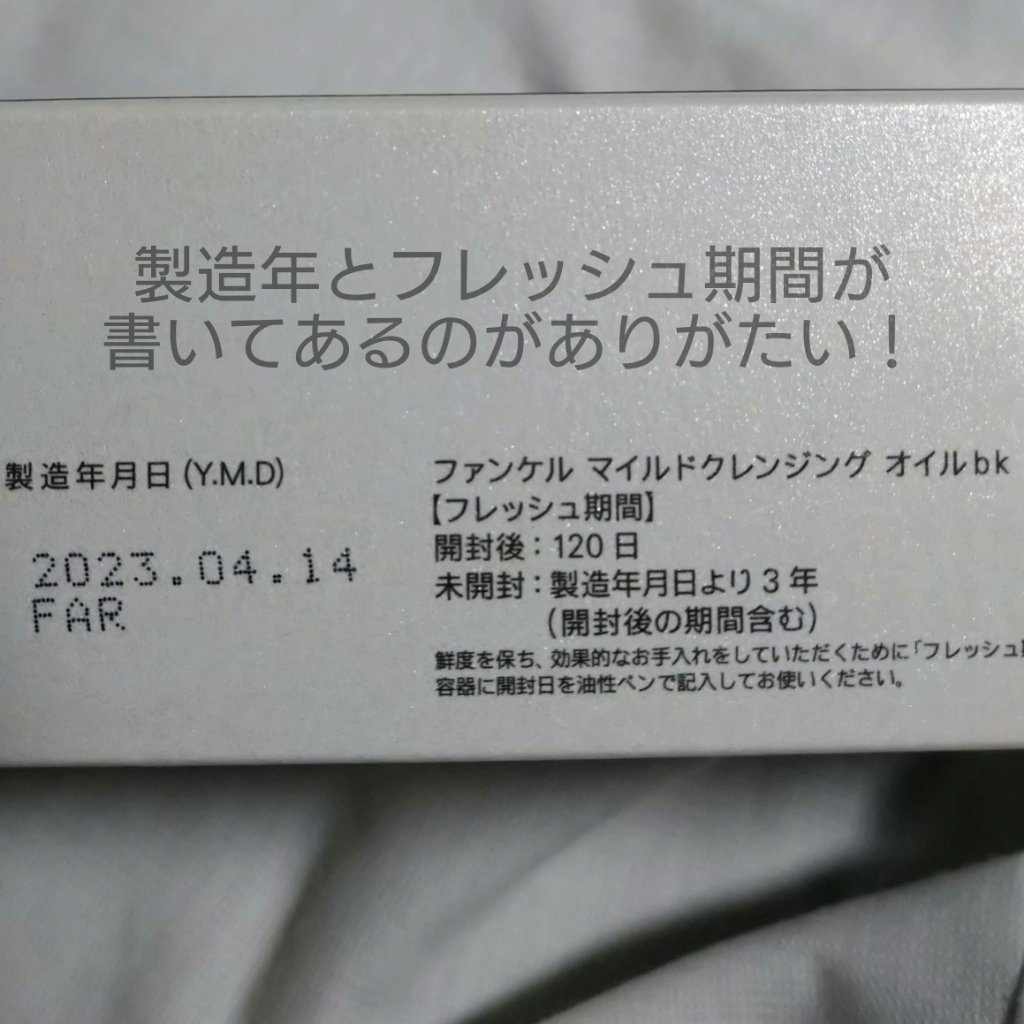 製造年とフレッシュ期間が
書いてあるのがありがたい！
製造年月日(Y.M.D)
2023.04.14
FAR
ファンケル マイルドクレンジング オイルbk
【フレッシュ期間】
開封後：120日
未開封：製造年月日より3年
(開封後の期間含む)
鮮度を保ち、効果的なお手入れをしていただくために「フレッシュ
容器に開封日を油性ペンで記入してお使いください。